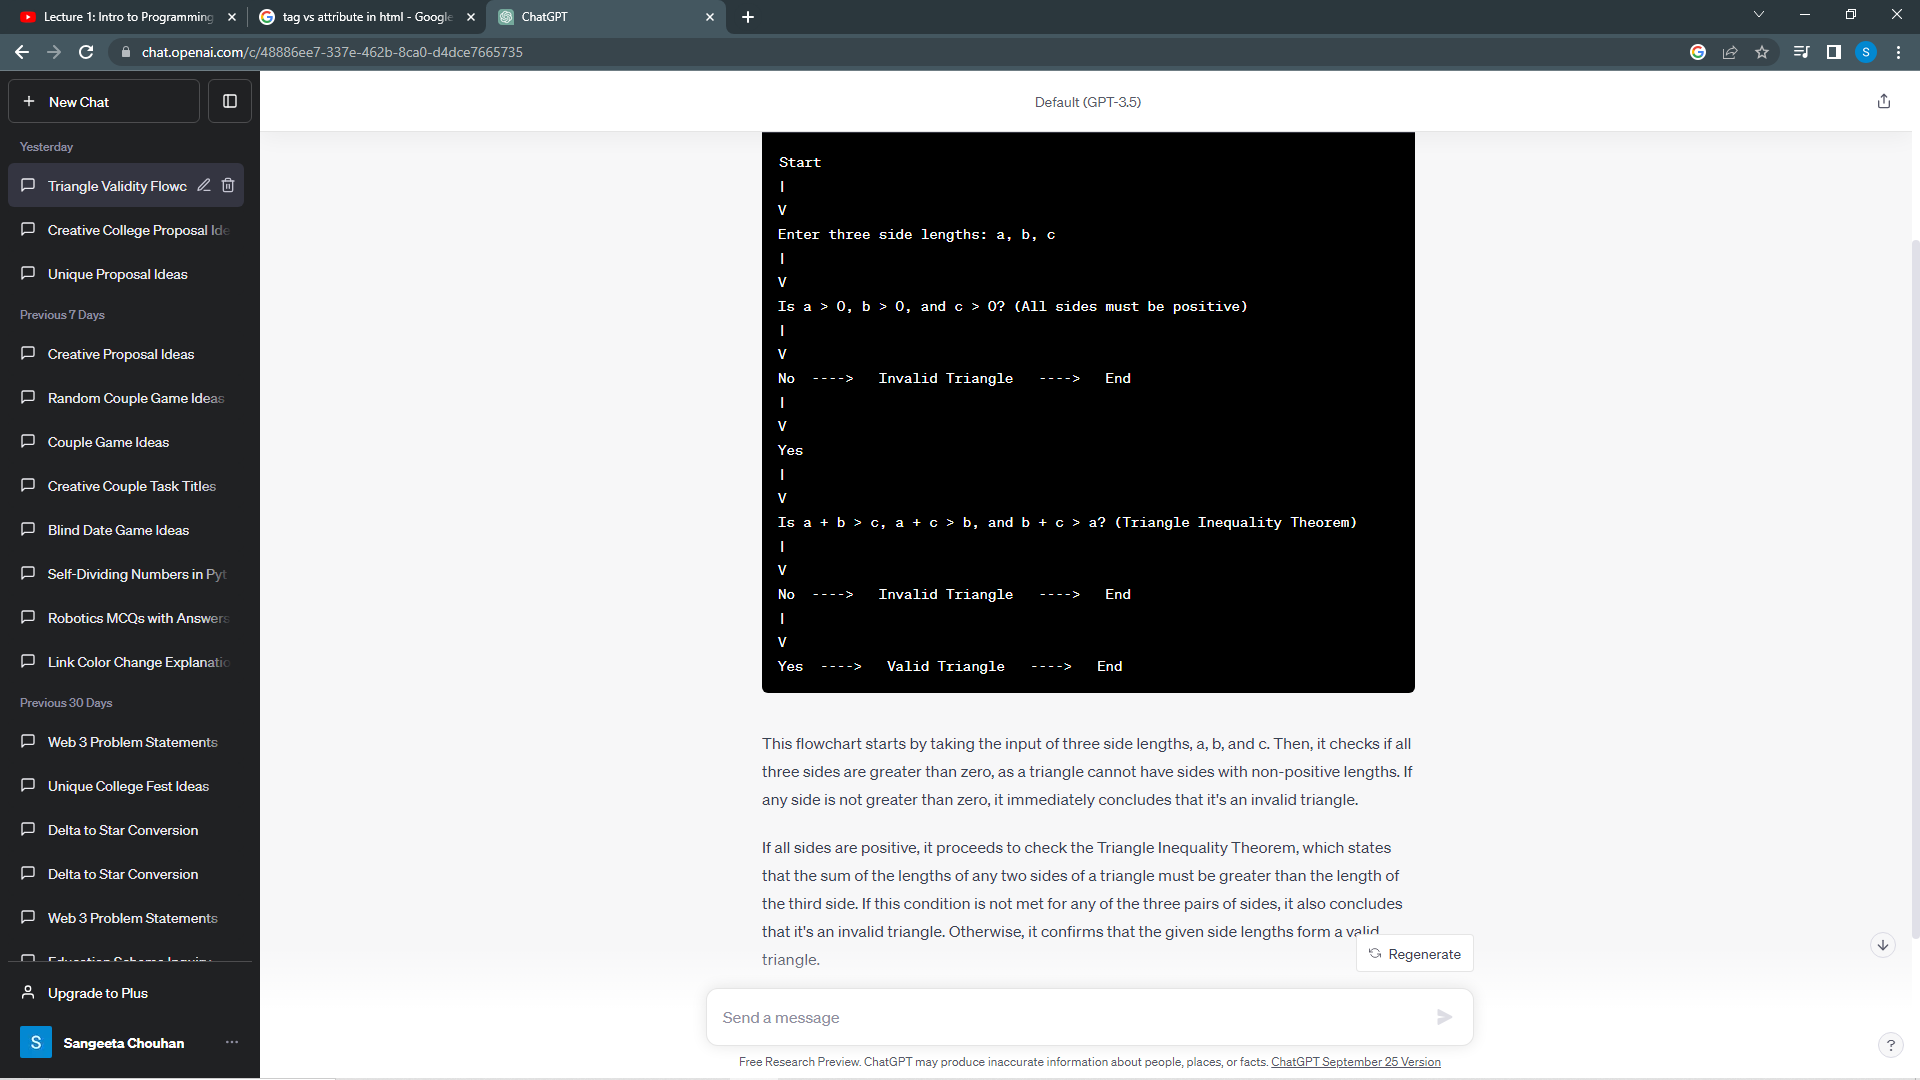 Lecture 1: Intro to Programming
tag vs attribute in html - Google
ChatGPT
chat.openai.com/c/48886ee7-337e-462b-8ca0-d4dce7665735
S
New Chat
Default (GPT-3.5)
Yesterday
Triangle Validity Flowc
Creative College Proposal Ide
Unique Proposal Ideas
Previous 7 Days
Creative Proposal Ideas
Random Couple Game Ideas
Couple Game Ideas
Creative Couple Task Titles
Blind Date Game Ideas
Self-Dividing Numbers in Pyt
Robotics MCQs with Answers
Link Color Change Explanatio
Previous 30 Days
Web 3 Problem Statements
Unique College Fest Ideas
Delta to Star Conversion
Delta to Star Conversion
Web 3 Problem Statements
Education Scheme Inquiry
Upgrade to Plus
S Sangeeta Chouhan ...
Start
|
V
Enter three side lengths: a, b, c
|
V
Is a > 0, b > 0, and c > 0? (All sides must be positive)
|
V
No ----> Invalid Triangle ----> End
|
V
Yes
|
V
Is a + b > c, a + c > b, and b + c > a? (Triangle Inequality Theorem)
|
V
No ----> Invalid Triangle ----> End
|
V
Yes ----> Valid Triangle ----> End
This flowchart starts by taking the input of three side lengths, a, b, and c. Then, it checks if all
three sides are greater than zero, as a triangle cannot have sides with non-positive lengths. If
any side is not greater than zero, it immediately concludes that it's an invalid triangle.
If all sides are positive, it proceeds to check the Triangle Inequality Theorem, which states
that the sum of the lengths of any two sides of a triangle must be greater than the length of
the third side. If this condition is not met for any of the three pairs of sides, it also concludes
that it's an invalid triangle. Otherwise, it confirms that the given side lengths form a valid
triangle.
Regenerate
Send a message
Free Research Preview. ChatGPT may produce inaccurate information about people, places, or facts. ChatGPT September 25 Version
?